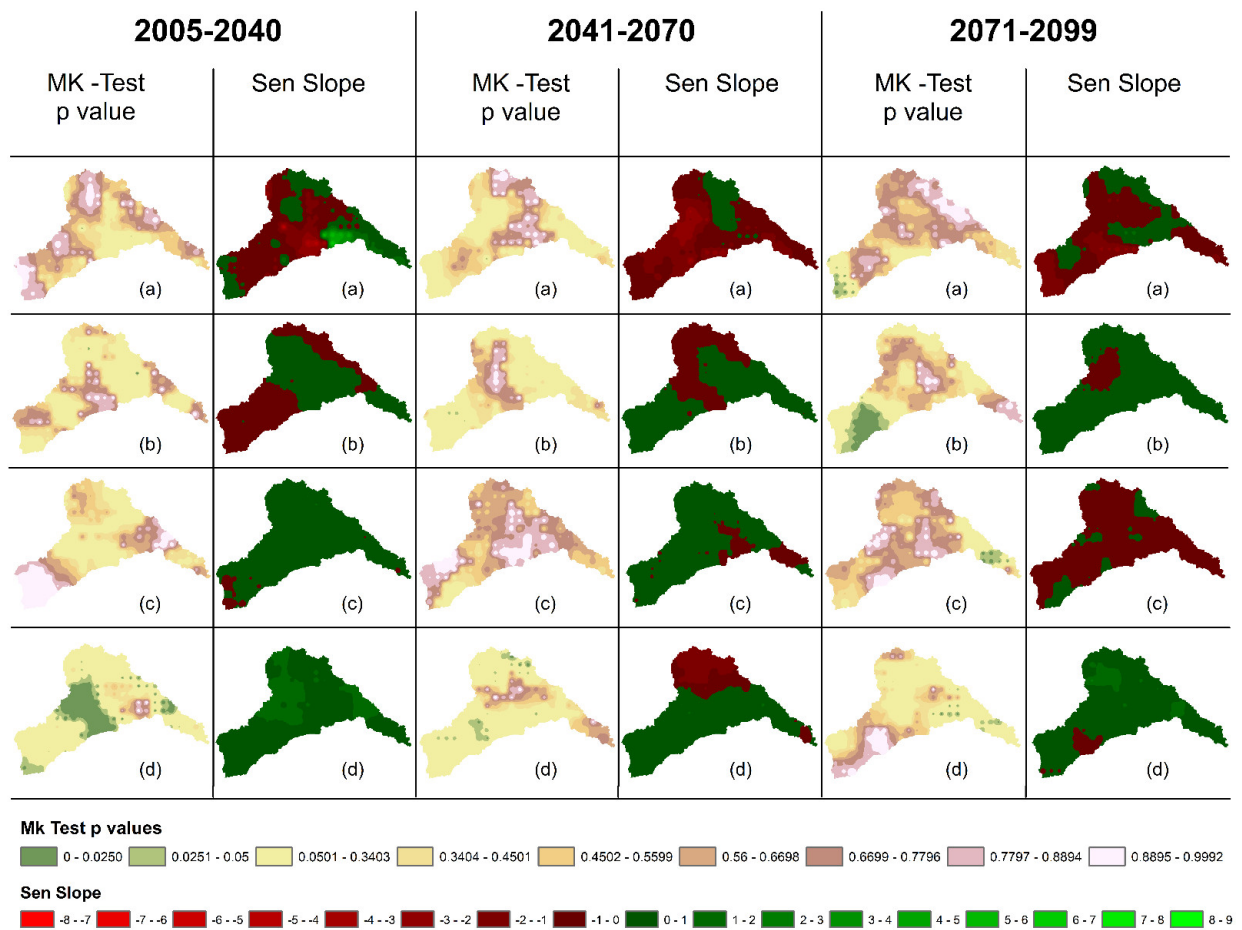 2005-2040 2041-2070 2071-2099
MK -Test p value Sen Slope MK -Test p value Sen Slope MK -Test p value Sen Slope
(a) (a) (a) (a) (a) (a)
(b) (b) (b) (b) (b) (b)
(c) (c) (c) (c) (c) (c)
(d) (d) (d) (d) (d) (d)
Mk Test p values
0 - 0.0250 0.0251 - 0.05 0.0501 - 0.3403 0.3404 - 0.4501 0.4502 - 0.5599 0.56 - 0.6698 0.6699 - 0.7796 0.7797 - 0.8894 0.8895 - 0.9992
Sen Slope
-8 - -7 -7 - -6 -6 - -5 -5 - -4 -4 - -3 -3 - -2 -2 - -1 -1 - 0 0 - 1 1 - 2 2 - 3 3 - 4 4 - 5 5 - 6 6 - 7 7 - 8 8 - 9